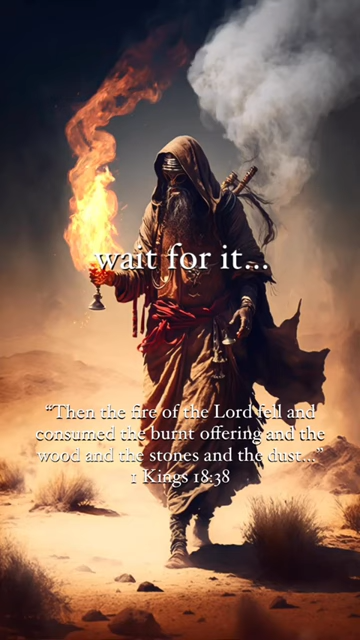 wait for it...
“Then the fire of the Lord fell and
consumed the burnt offering and the
wood and the stones and the dust...”
1 Kings 18:38